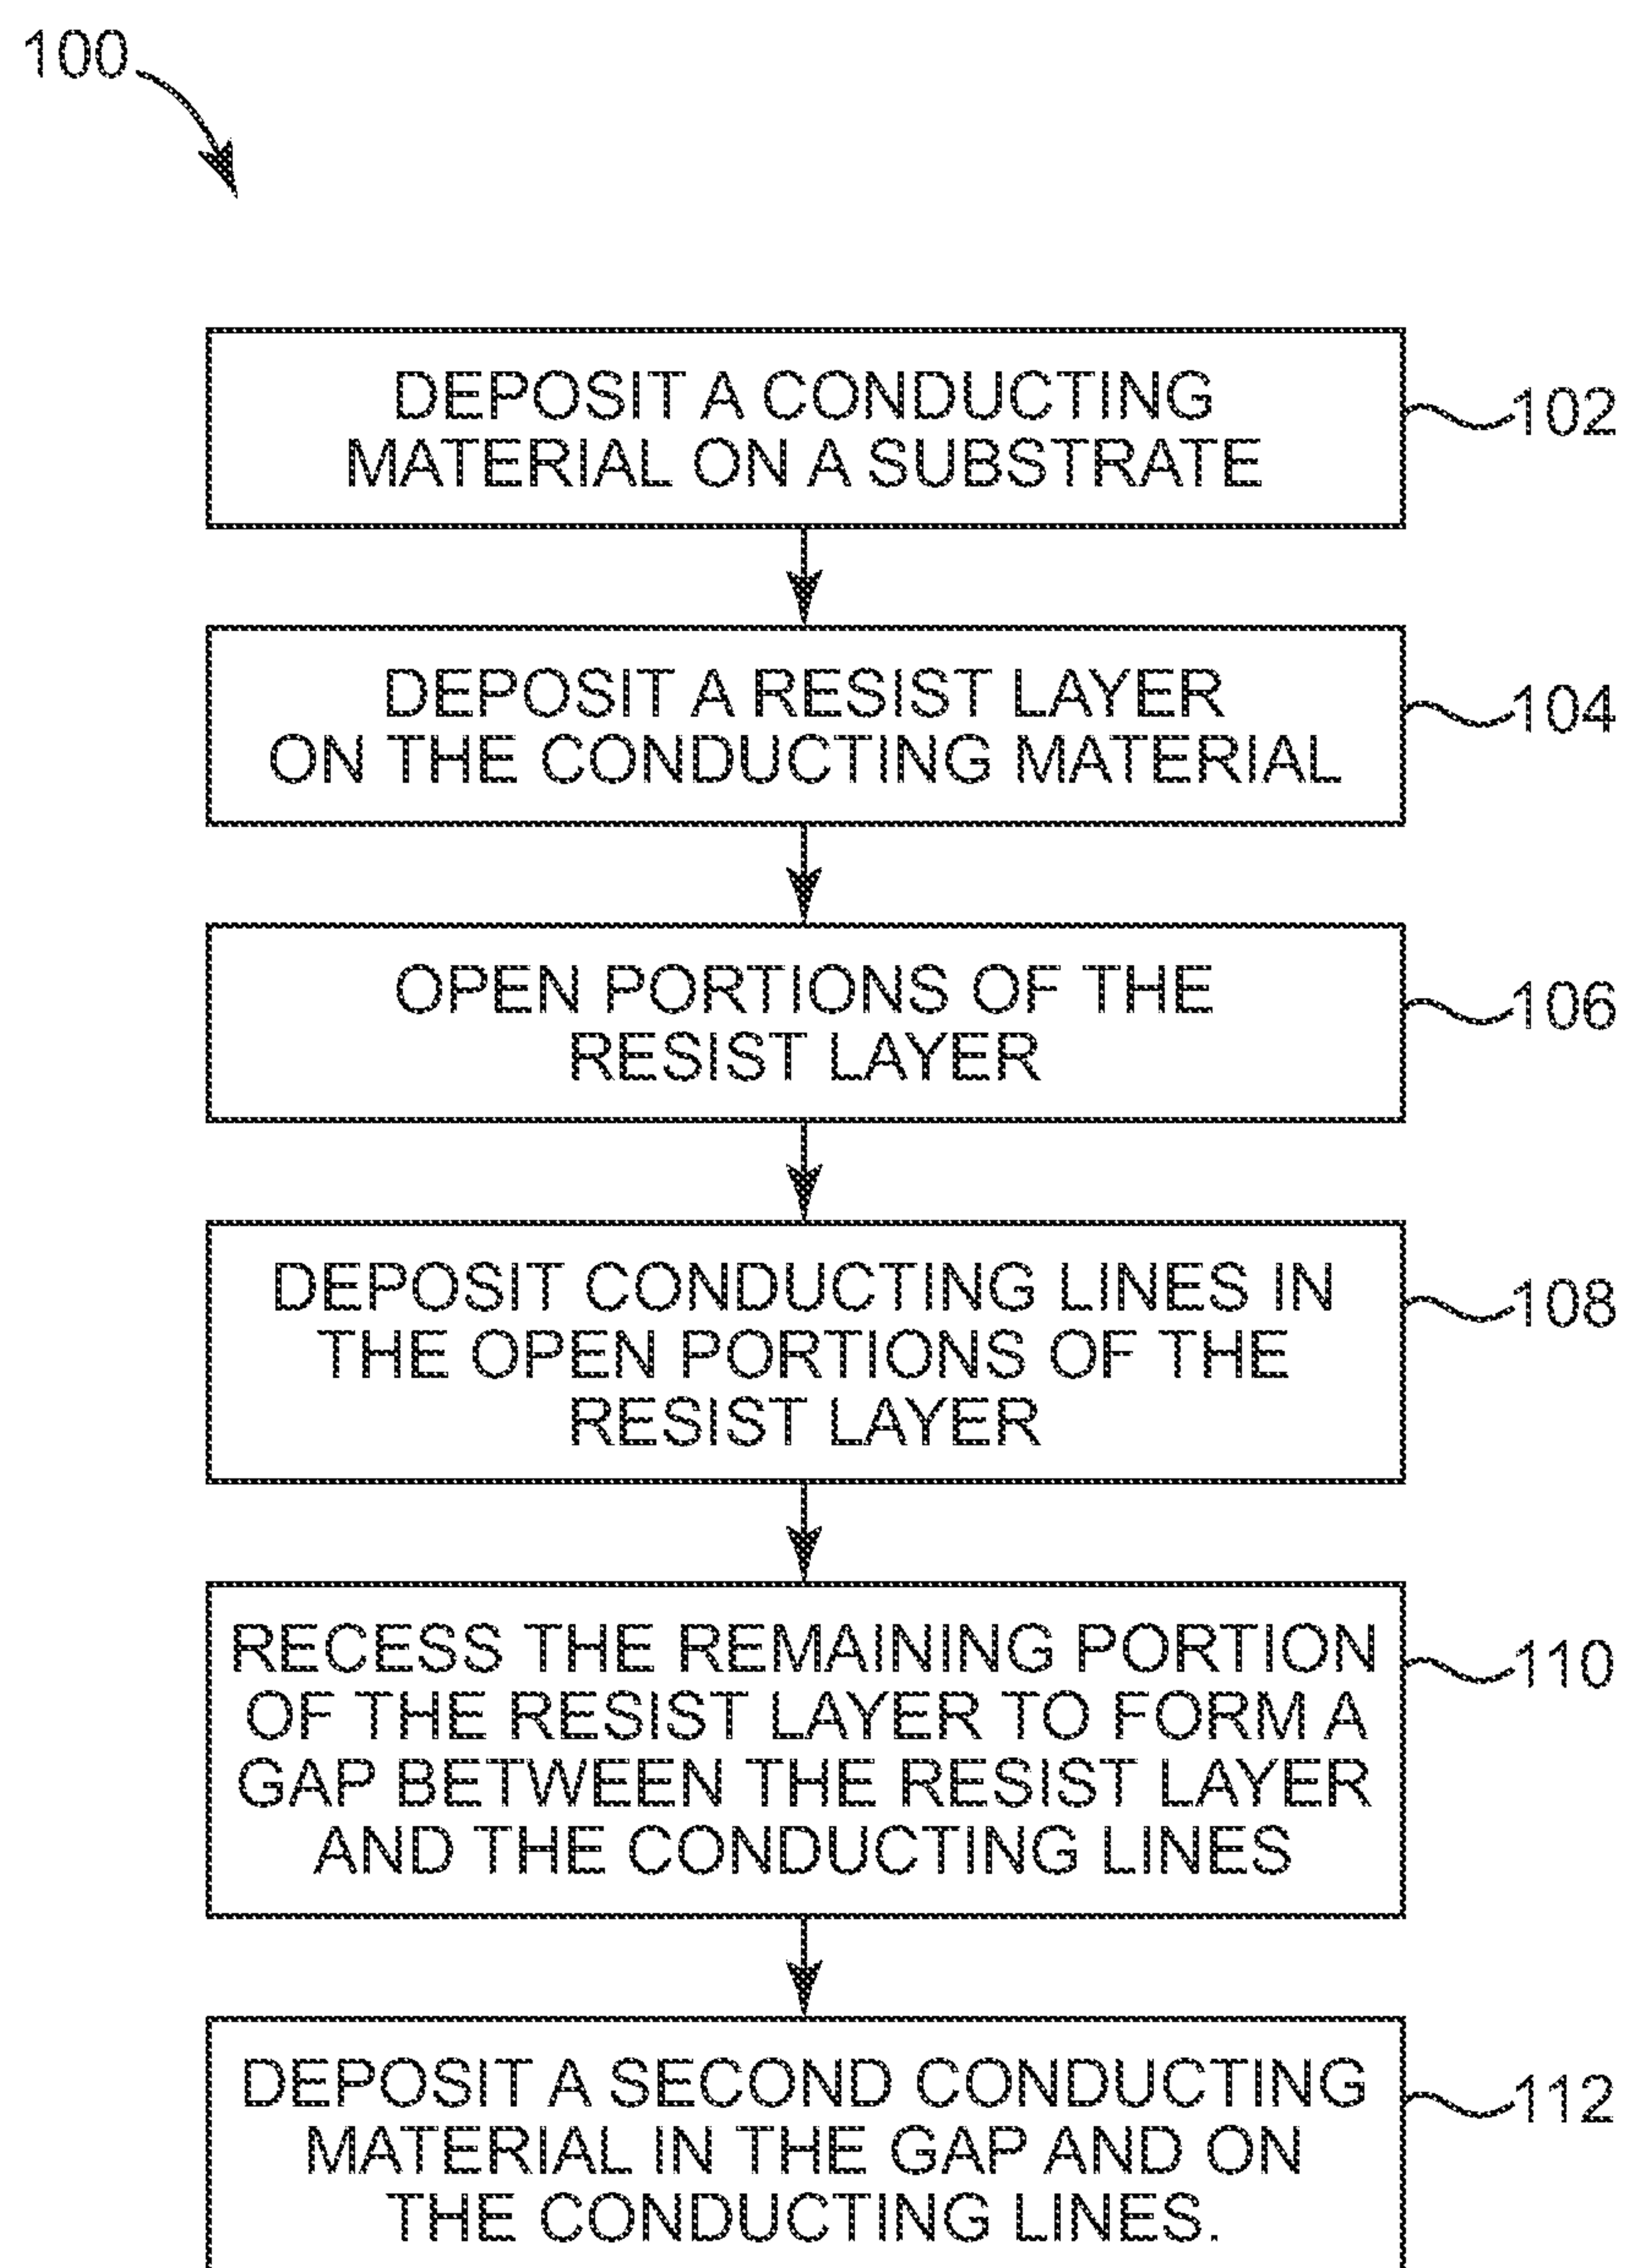 100
DEPOSIT A CONDUCTING
MATERIAL ON A SUBSTRATE
102
DEPOSIT A RESIST LAYER
ON THE CONDUCTING MATERIAL
104
OPEN PORTIONS OF THE
RESIST LAYER
106
DEPOSIT CONDUCTING LINES IN
THE OPEN PORTIONS OF THE
RESIST LAYER
108
RECESS THE REMAINING PORTION
OF THE RESIST LAYER TO FORM A
GAP BETWEEN THE RESIST LAYER
AND THE CONDUCTING LINES
110
DEPOSIT A SECOND CONDUCTING
MATERIAL IN THE GAP AND ON
THE CONDUCTING LINES.
112